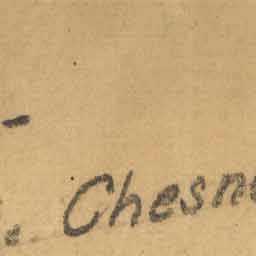 . Chesn